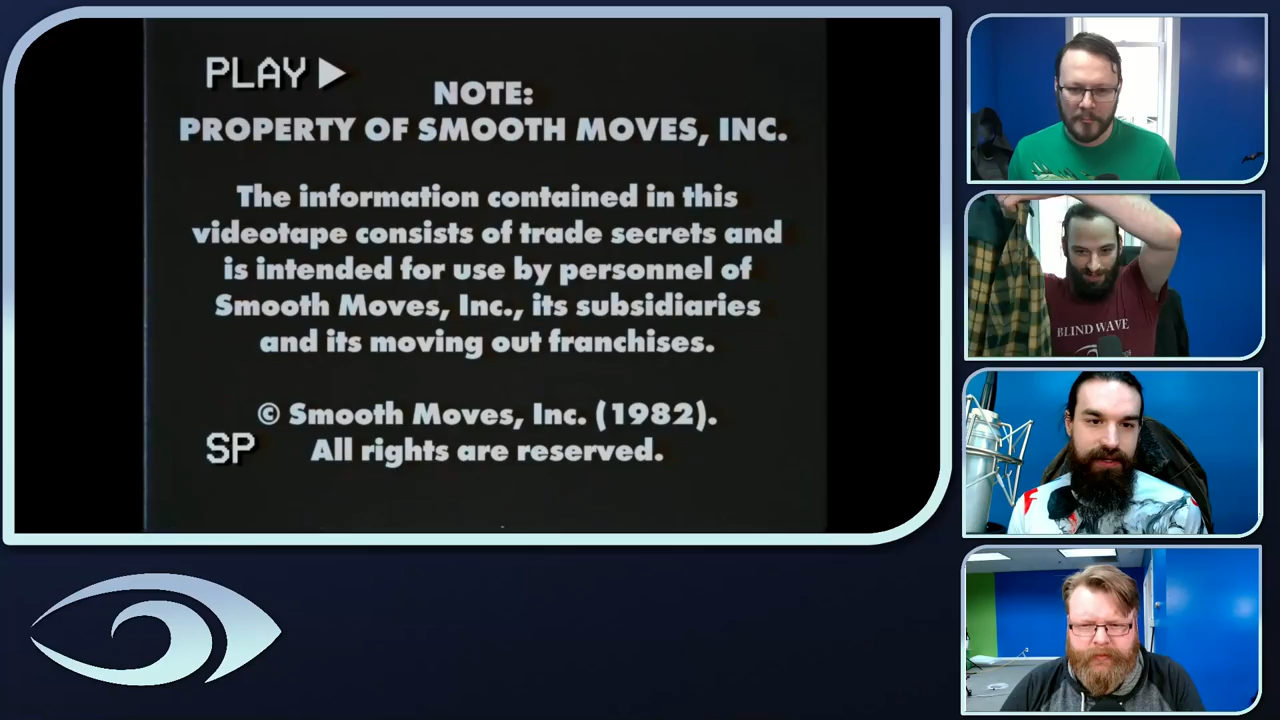 PLAY
NOTE:
PROPERTY OF SMOOTH MOVES, INC.
The information contained in this
videotape consists of trade secrets and
is intended for use by personnel of
Smooth Moves, Inc., its subsidiaries
and its moving out franchises.
© Smooth Moves, Inc. (1982).
SP
All rights are reserved.
BLIND WAVE